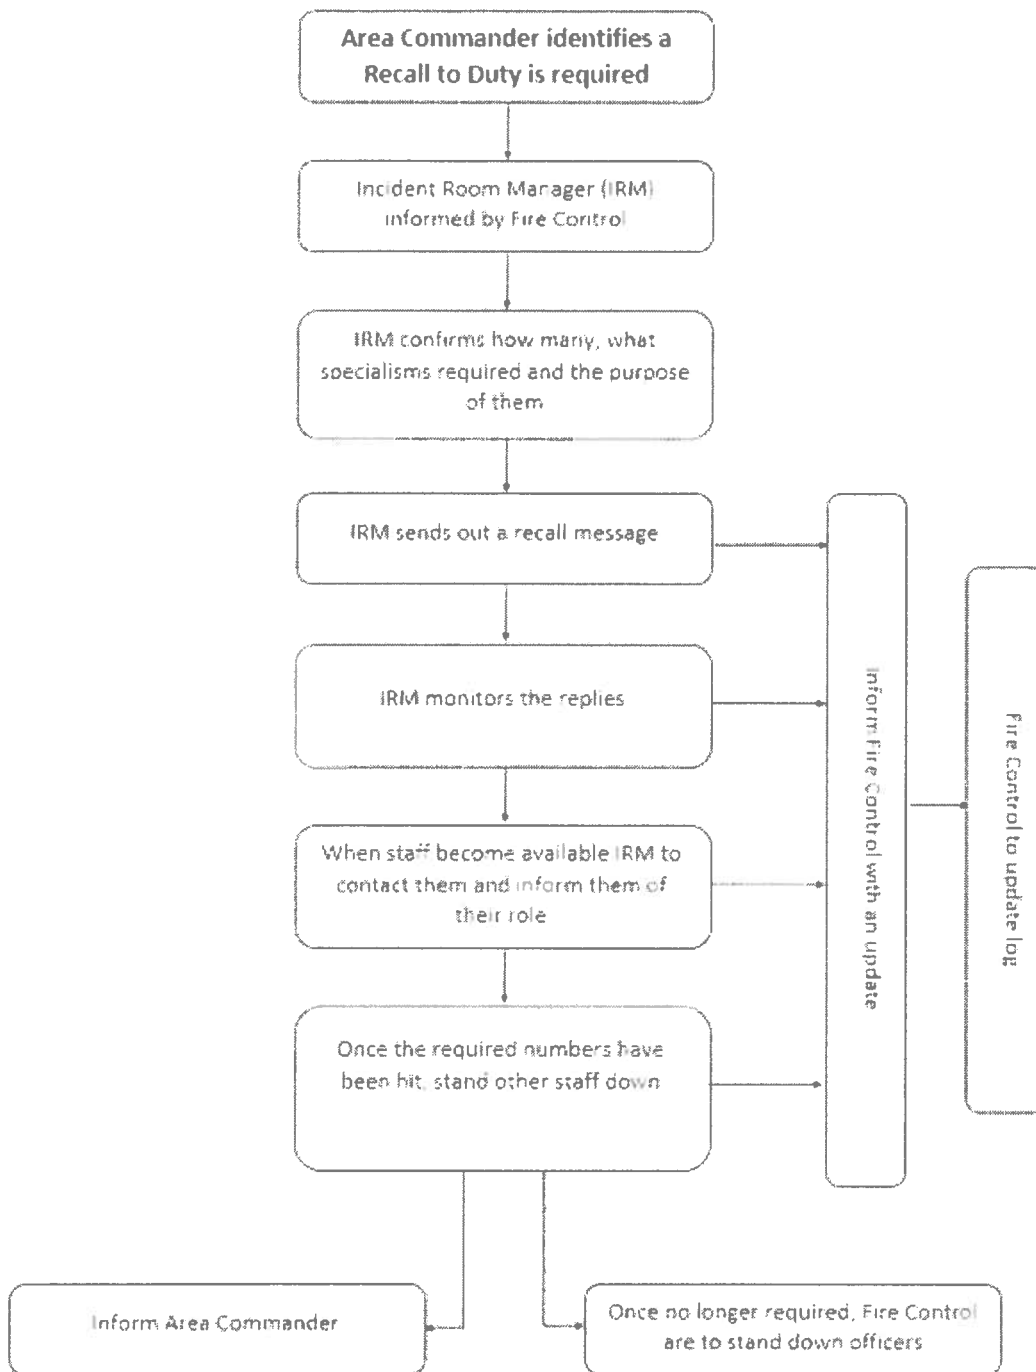 Area Commander identifies a
Recall to Duty is required
Incident Room Manager (IRM)
informed by Fire Control
IRM confirms how many, what
specialisms required and the purpose
of them
IRM sends out a recall message
IRM monitors the replies
When staff become available IRM to
contact them and inform them of
their role
Once the required numbers have
been hit, stand other staff down
Inform Fire Control with an update
Fire Control to update log
Inform Area Commander
Once no longer required, Fire Control
are to stand down officers